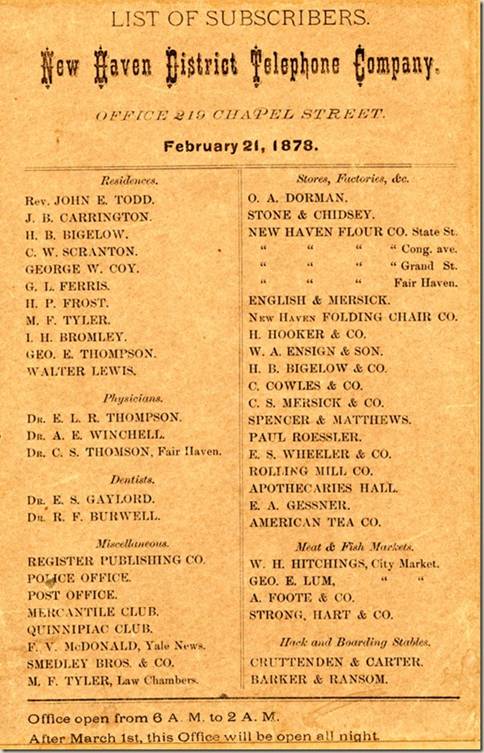 LIST OF SUBSCRIBERS.
New Haven District Telephone Company.
OFFICE 219 CHAPEL STREET.
February 21, 1878.
Residences.
Rev. JOHN E. TODD.
J. B. CARRINGTON.
H. B. BIGELOW.
C. W. SCRANTON.
GEORGE W. COY.
G. L. FERRIS.
H. P. FROST.
M. F. TYLER.
I. H. BROMLEY.
GEO. E. THOMPSON.
WALTER LEWIS.
Physicians.
DR. E. L. R. THOMPSON.
DR. A. E. WINCHELL.
DR. C. S. THOMSON, Fair Haven.
Dentists.
DR. E. S. GAYLORD.
DR. R. F. BURWELL.
Miscellaneous.
REGISTER PUBLISHING CO.
POLICE OFFICE.
POST OFFICE.
MERCANTILE CLUB.
QUINNIPIAC CLUB.
F. V. McDONALD, Yale News.
SMEDLEY BROS. & CO.
M. F. TYLER, Law Chambers.
Stores, Factories, &c.
O. A. DORMAN.
STONE & CHIDSEY.
NEW HAVEN FLOUR CO. State St.
" " " " Cong. ave.
" " " " Grand St.
" " " Fair Haven.
ENGLISH & MERSICK.
NEW HAVEN FOLDING CHAIR CO.
H. HOOKER & CO.
W. A. ENSIGN & SON.
H. B. BIGELOW & CO.
C. COWLES & CO.
C. S. MERSICK & CO.
SPENCER & MATTHEWS.
PAUL ROESSLER.
E. S. WHEELER & CO.
ROLLING MILL CO.
APOTHECARIES HALL.
E. A. GESSNER.
AMERICAN TEA CO.
Meat & Fish Markets.
W. H. HITCHINGS, City Market.
GEO. E. LUM, " "
A. FOOTE & CO.
STRONG, HART & CO.
Hack and Boarding Stables.
CRUTTENDEN & CARTER.
BARKER & RANSOM.
Office open from 6 A. M. to 2 A. M.
After March 1st, this Office will be open all night.